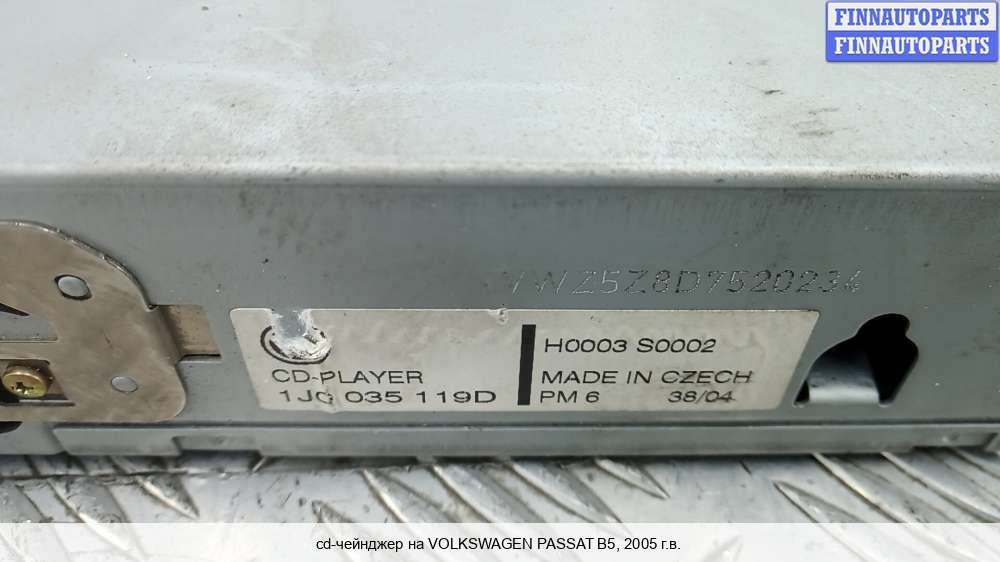 FINNAUTOPARTS
FINNAUTOPARTS
VWZ5Z8D7520234
H0003 S0002
CD-PLAYER
MADE IN CZECH
1J0 035 119D
PM 6 38/04
cd-чейнджер на VOLKSWAGEN PASSAT B5, 2005 г.в.